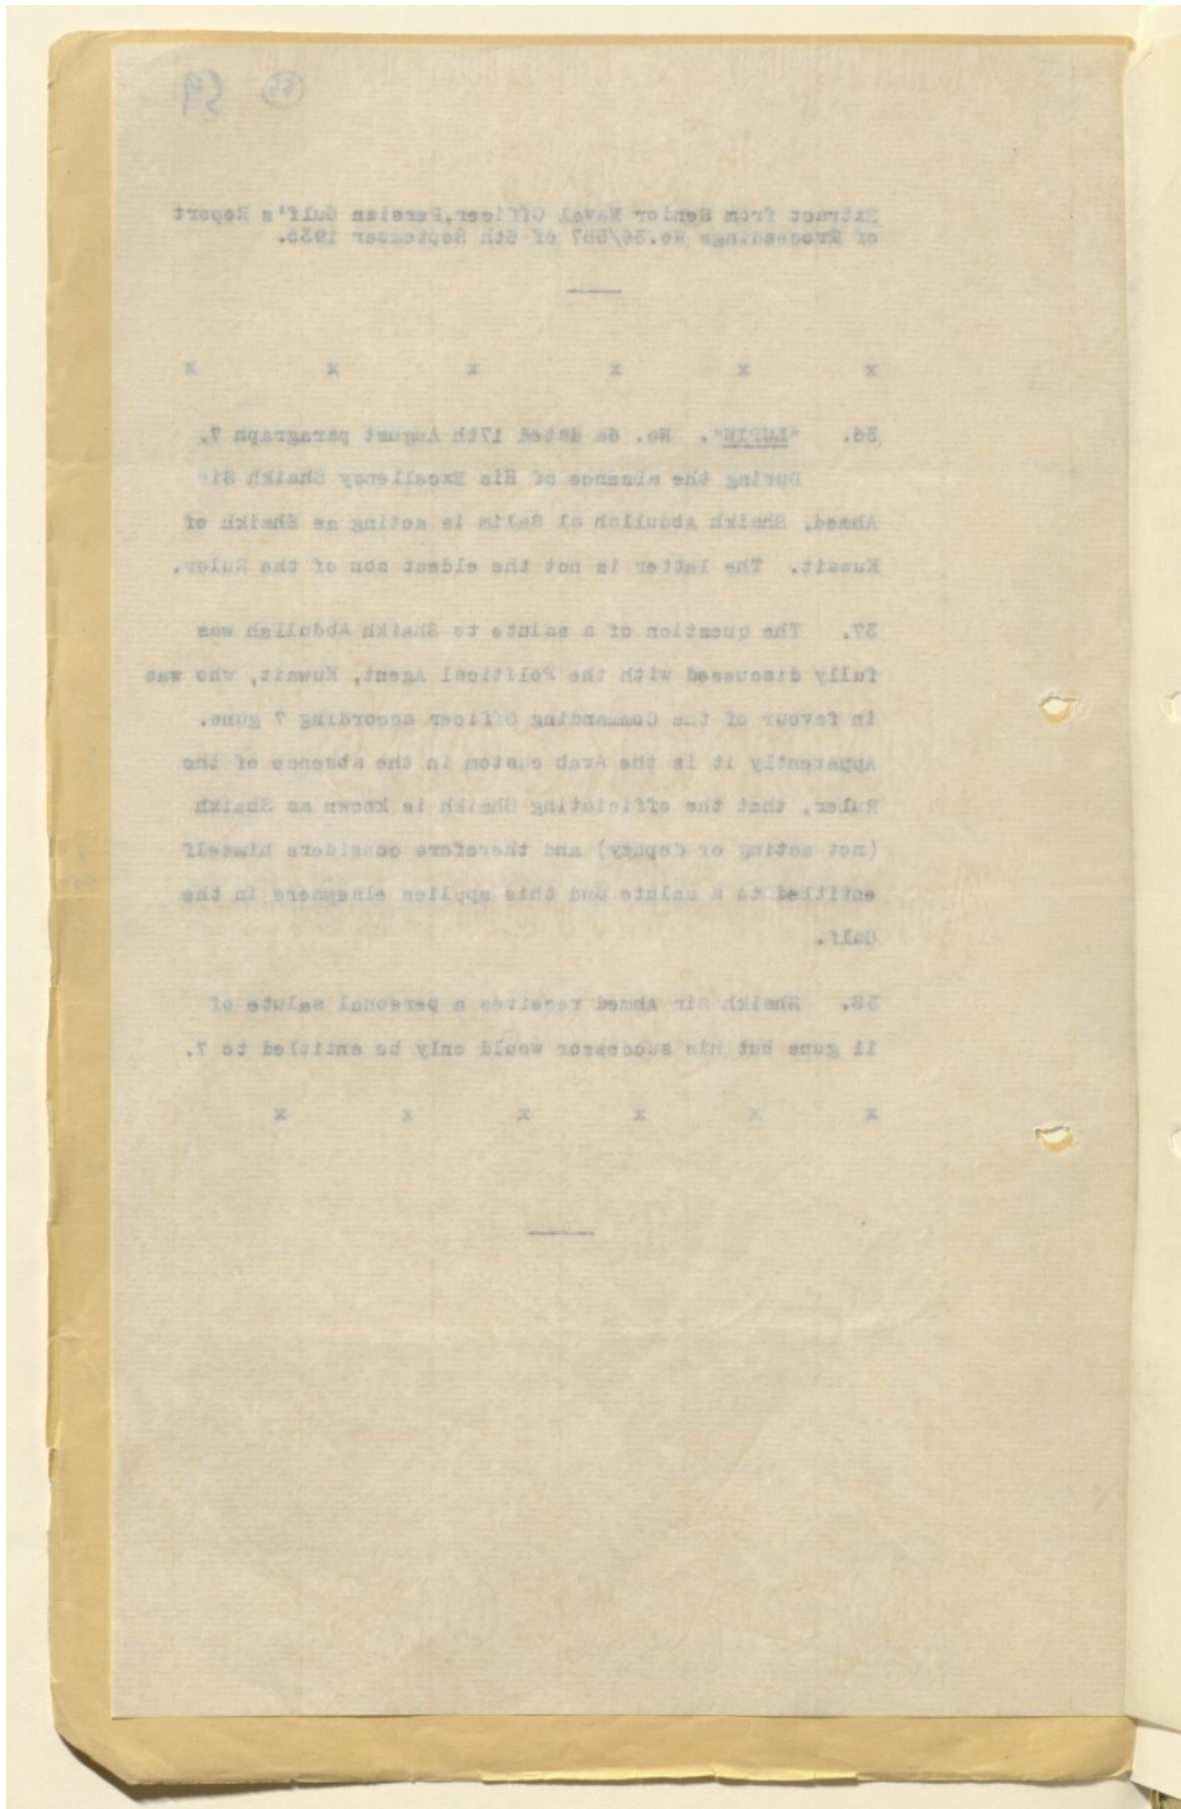 59
Extract from Senior Naval Officer, Persian Gulf's Report
of Proceedings No.36/667 of 6th September 1935.
x x x x x x
36. "LUPIN". No. 6a dated 17th August paragraph 7.
During the absence of His Excellency Shaikh Sir
Ahmed, Shaikh Abdullah al Salim is acting as Shaikh of
Kuwait. The latter is not the eldest son of the Ruler.
37. The question of a salute to Shaikh Abdullah was
fully discussed with the Political Agent, Kuwait, who was
in favour of the Commanding Officer according 7 guns.
Apparently it is the Arab custom in the absence of the
Ruler, that the officiating Shaikh is known as Shaikh
(not acting or deputy) and therefore considers himself
entitled to a salute and this applies elsewhere in the
Gulf.
38. Shaikh Sir Ahmed receives a personal salute of
11 guns but his successor would only be entitled to 7.
x x x x x x